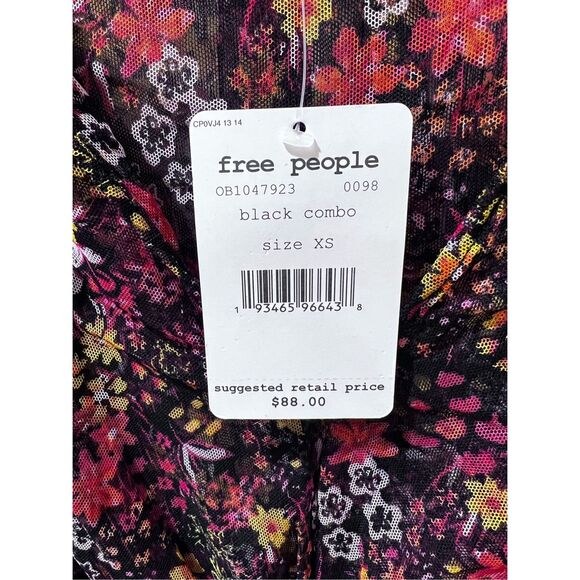 CP0VJ4 13 14
free people
OB1047923 0098
black combo
size XS
1 93465 96643 8
suggested retail price
$88.00